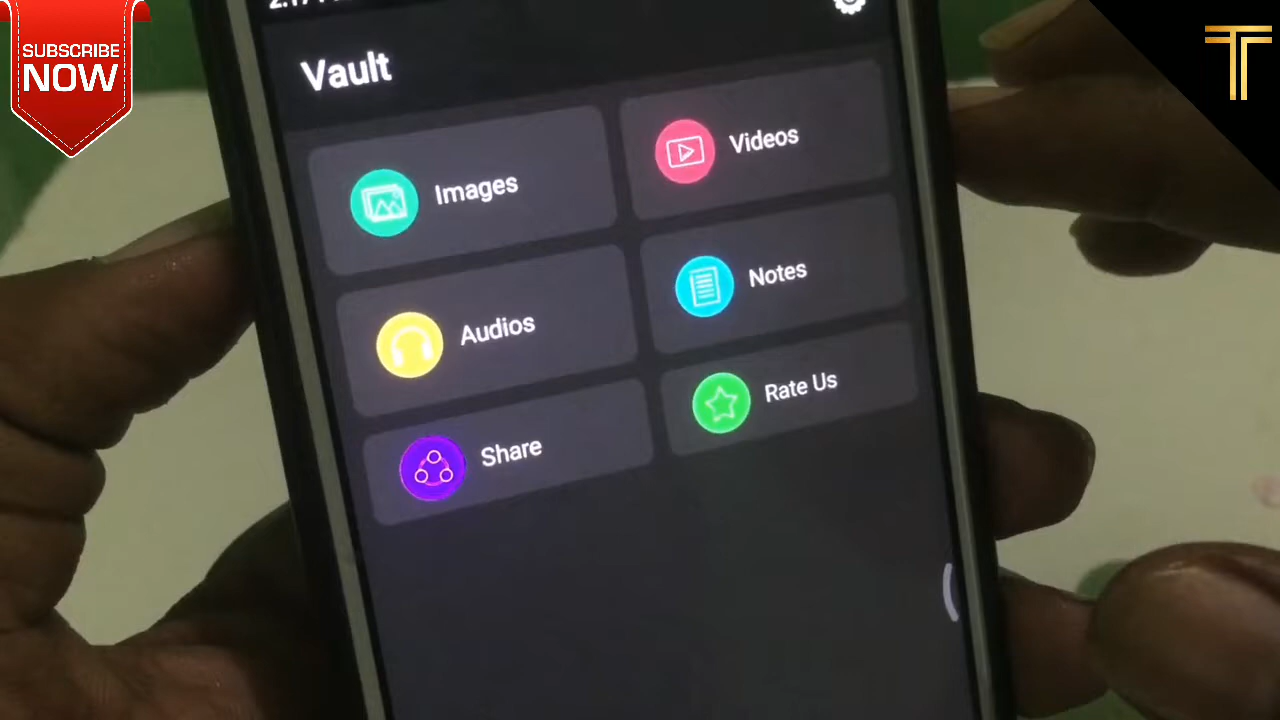 SUBSCRIBE
NOW
Vault
Images
Videos
Audios
Notes
Share
Rate Us